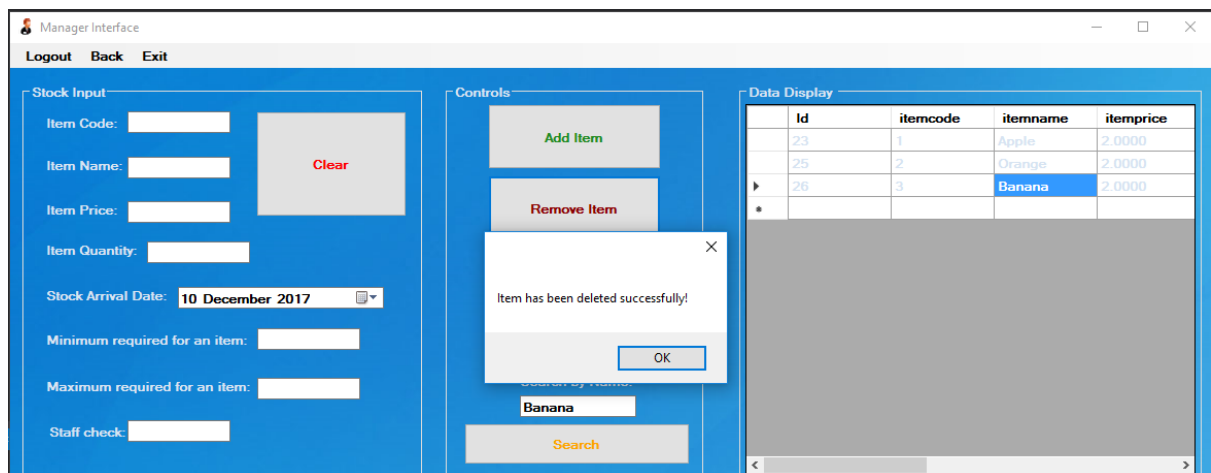 Manager Interface
Logout Back Exit
Stock Input
Item Code:
Item Name:
Clear
Item Price:
Item Quantity:
Stock Arrival Date: 10 December 2017
Minimum required for an item:
Maximum required for an item:
Staff check:
Controls
Add Item
Remove Item
Item has been deleted successfully!
OK
Search by Name:
Banana
Search
Data Display
Id itemcode itemname itemprice
23 1 Apple 2.0000
25 2 Orange 2.0000
26 3 Banana 2.0000